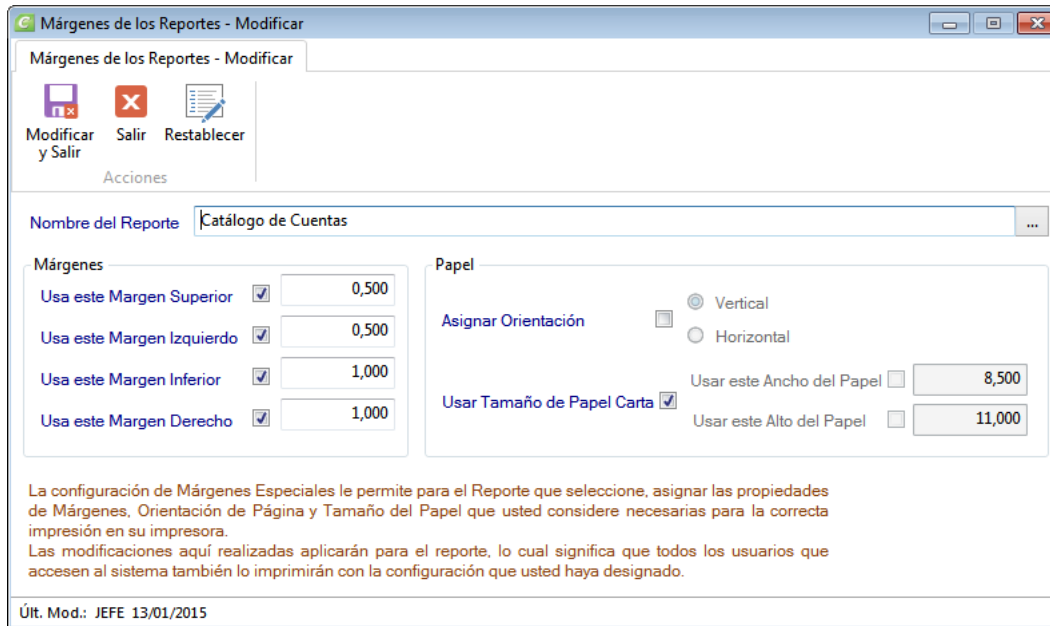 Márgenes de los Reportes - Modificar
Márgenes de los Reportes - Modificar
Modificar y Salir
Salir
Restablecer
Acciones
Nombre del Reporte Catálogo de Cuentas ...
Márgenes
Usa este Margen Superior 0,500
Usa este Margen Izquierdo 0,500
Usa este Margen Inferior 1,000
Usa este Margen Derecho 1,000
Papel
Asignar Orientación
Vertical
Horizontal
Usar Tamaño de Papel Carta
Usar este Ancho del Papel 8,500
Usar este Alto del Papel 11,000
La configuración de Márgenes Especiales le permite para el Reporte que seleccione, asignar las propiedades
de Márgenes, Orientación de Página y Tamaño del Papel que usted considere necesarias para la correcta
impresión en su impresora.
Las modificaciones aquí realizadas aplicarán para el reporte, lo cual significa que todos los usuarios que
accesen al sistema también lo imprimirán con la configuración que usted haya designado.
Últ. Mod.: JEFE 13/01/2015